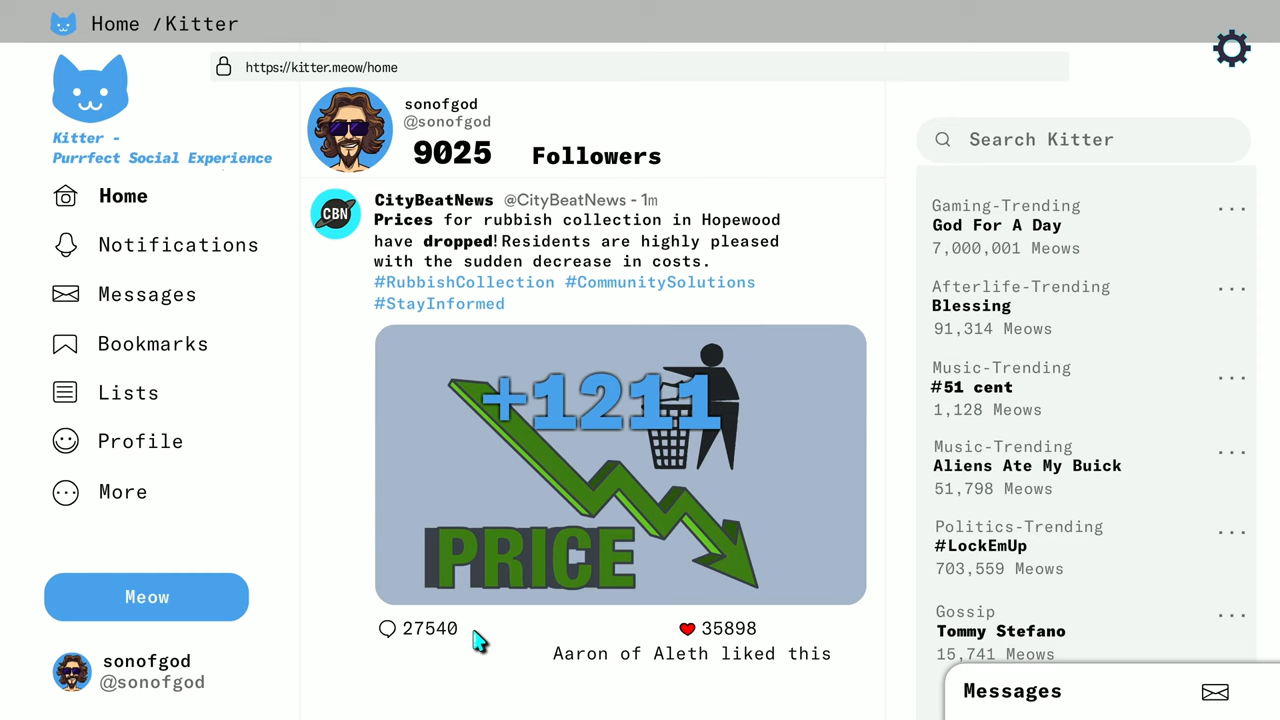 Home /Kitter
https://kitter.meow/home
Kitter -
Purrfect Social Experience
Home
Notifications
Messages
Bookmarks
Lists
Profile
More
Meow
sonofgod
@sonofgod
sonofgod
@sonofgod
9025 Followers
CBN
CityBeatNews @CityBeatNews - 1m
Prices for rubbish collection in Hopewood
have dropped!Residents are highly pleased
with the sudden decrease in costs.
#RubbishCollection #CommunitySolutions
#StayInformed
+1211
PRICE
27540
35898
Aaron of Aleth liked this
Search Kitter
Gaming-Trending
God For A Day
7,000,001 Meows
Afterlife-Trending
Blessing
91,314 Meows
Music-Trending
#51 cent
1,128 Meows
Music-Trending
Aliens Ate My Buick
51,798 Meows
Politics-Trending
#LockEmUp
703,559 Meows
Gossip
Tommy Stefano
15,741 Meows
Messages